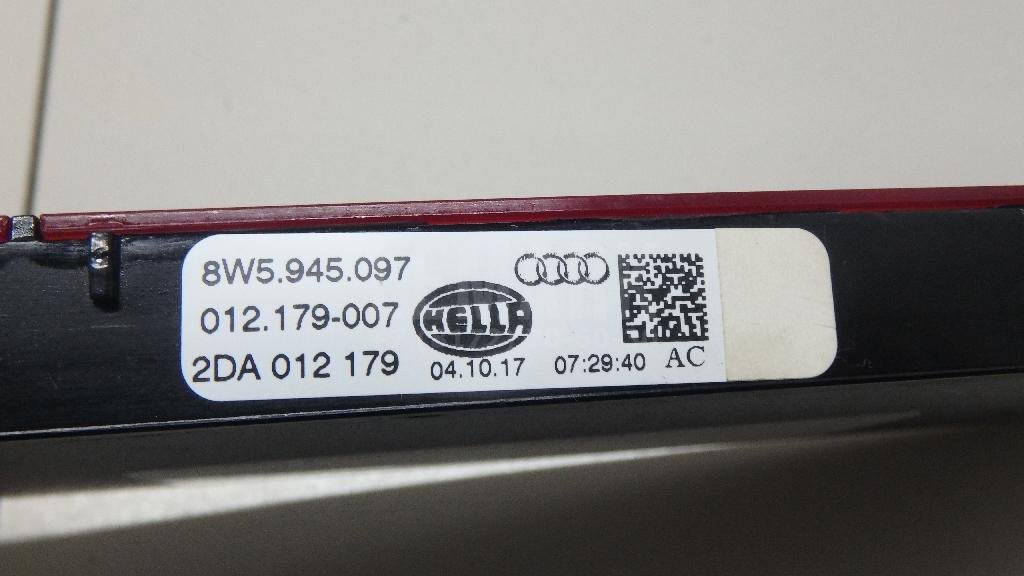 8W5.945.097
012.179-007
HELLA
2DA 012 179
04.10.17 07:29:40 AC